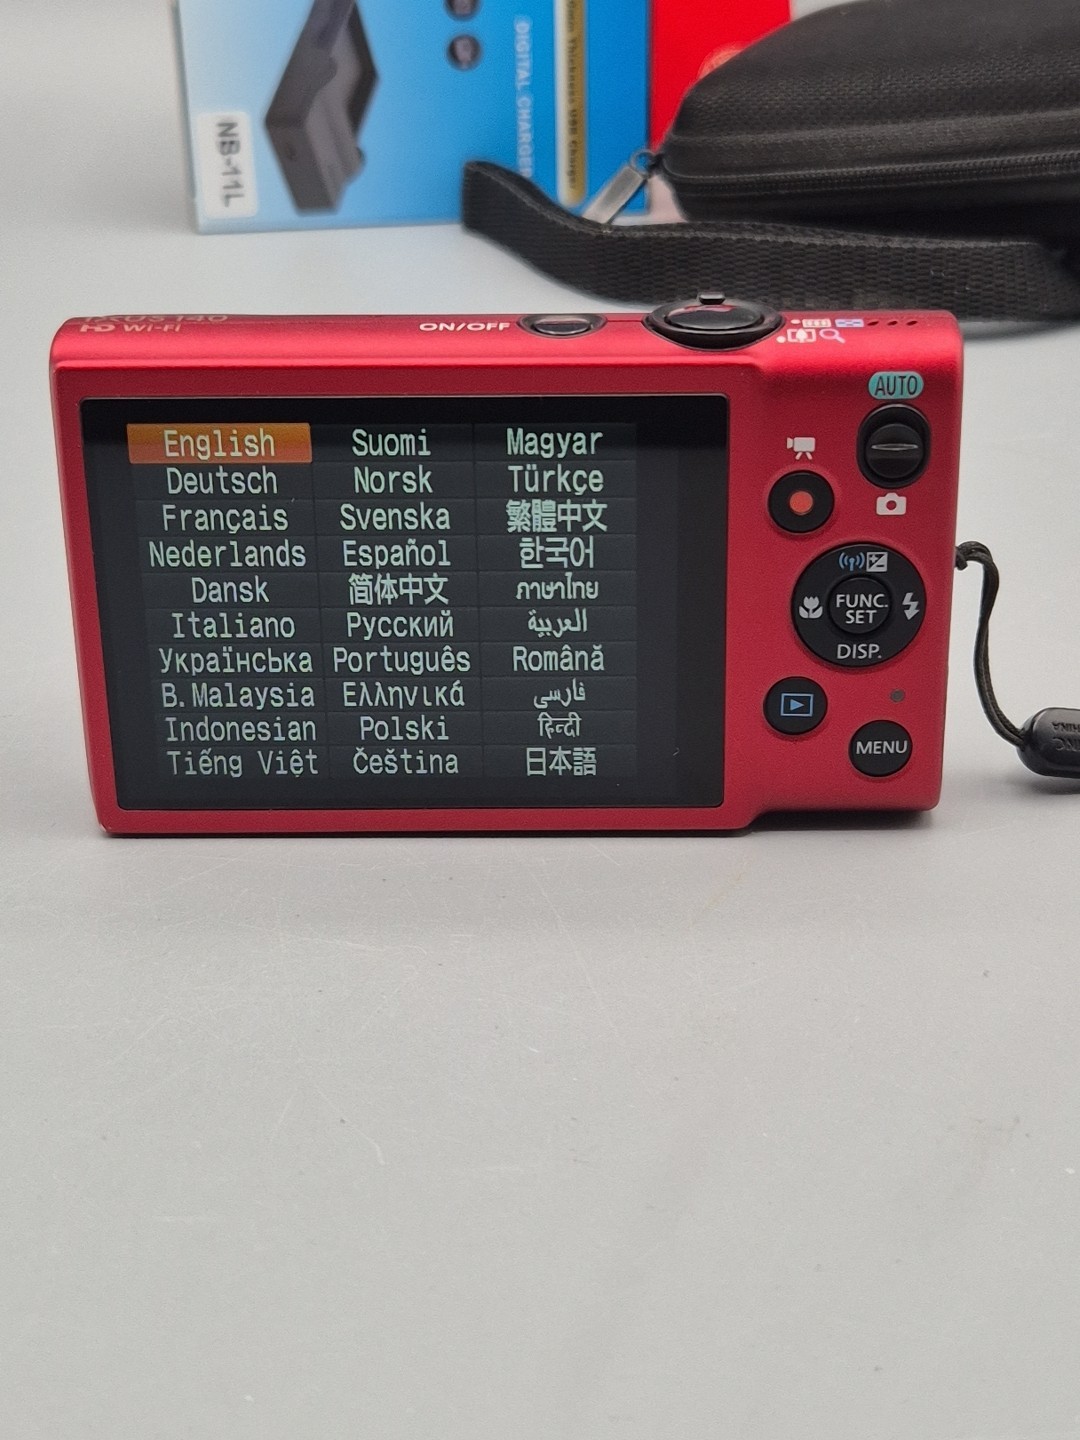 DIGITAL CHARGER
NB-11L
IXUS 140
HD Wi-Fi
ON/OFF
AUTO
English Suomi Magyar
Deutsch Norsk Türkçe
Français Svenska 繁體中文
Nederlands Español 한국어
Dansk 简体中文 ภาษาไทย
Italiano Русский العربية
Українська Português Română
B.Malaysia Ελληνικά فارسی
Indonesian Polski हिन्दी
Tiếng Việt Čeština 日本語
FUNC.
SET
DISP.
MENU